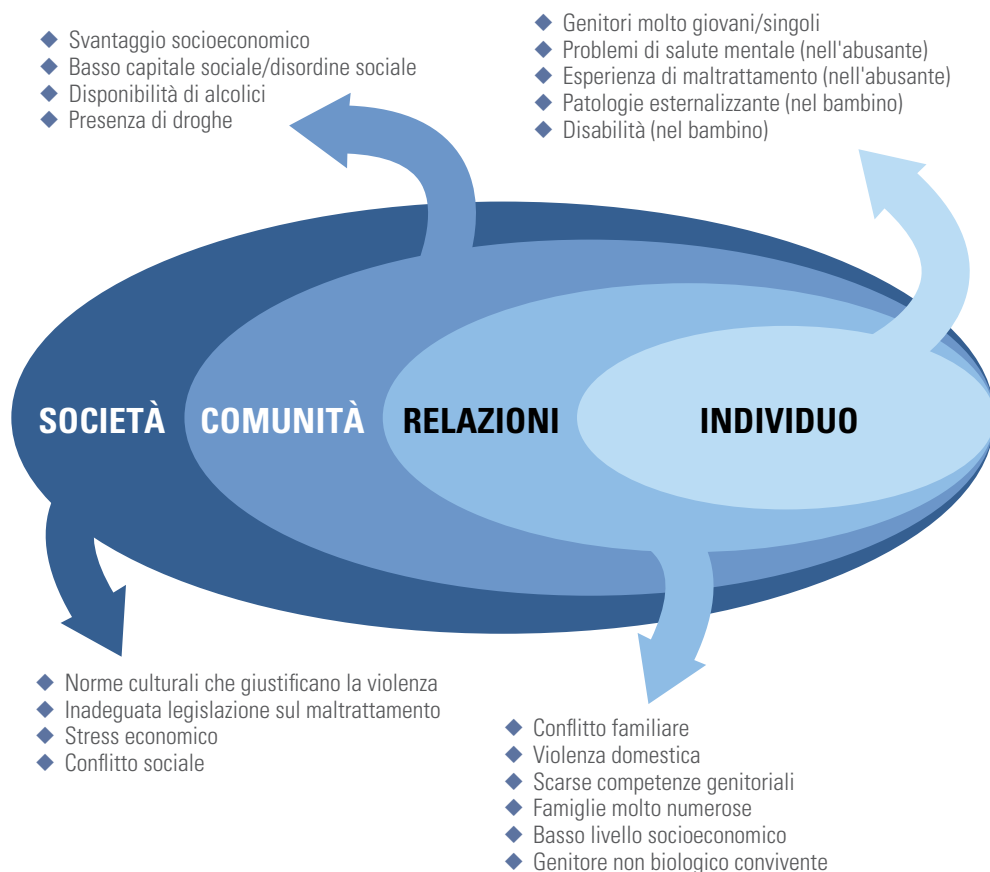 ◆ Svantaggio socioeconomico
◆ Basso capitale sociale/disordine sociale
◆ Disponibilità di alcolici
◆ Presenza di droghe
◆ Genitori molto giovani/singoli
◆ Problemi di salute mentale (nell'abusante)
◆ Esperienza di maltrattamento (nell'abusante)
◆ Patologie esternalizzante (nel bambino)
◆ Disabilità (nel bambino)
SOCIETÀ
COMUNITÀ
RELAZIONI
INDIVIDUO
◆ Norme culturali che giustificano la violenza
◆ Inadeguata legislazione sul maltrattamento
◆ Stress economico
◆ Conflitto sociale
◆ Conflitto familiare
◆ Violenza domestica
◆ Scarse competenze genitoriali
◆ Famiglie molto numerose
◆ Basso livello socioeconomico
◆ Genitore non biologico convivente